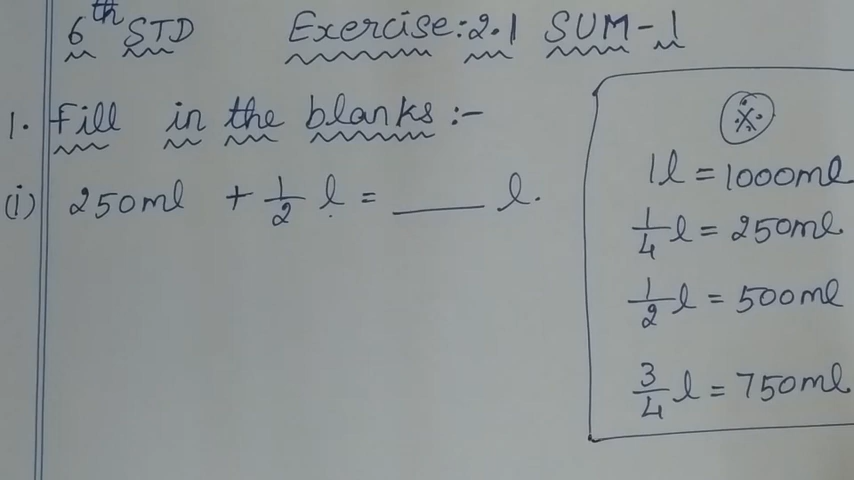 6th STD Exercise:2.1 SUM-1
1. Fill in the blanks:-
(i) 250ml + 1/2 l = ____ l.
1l = 1000ml
1/4 l = 250ml
1/2 l = 500ml
3/4 l = 750ml